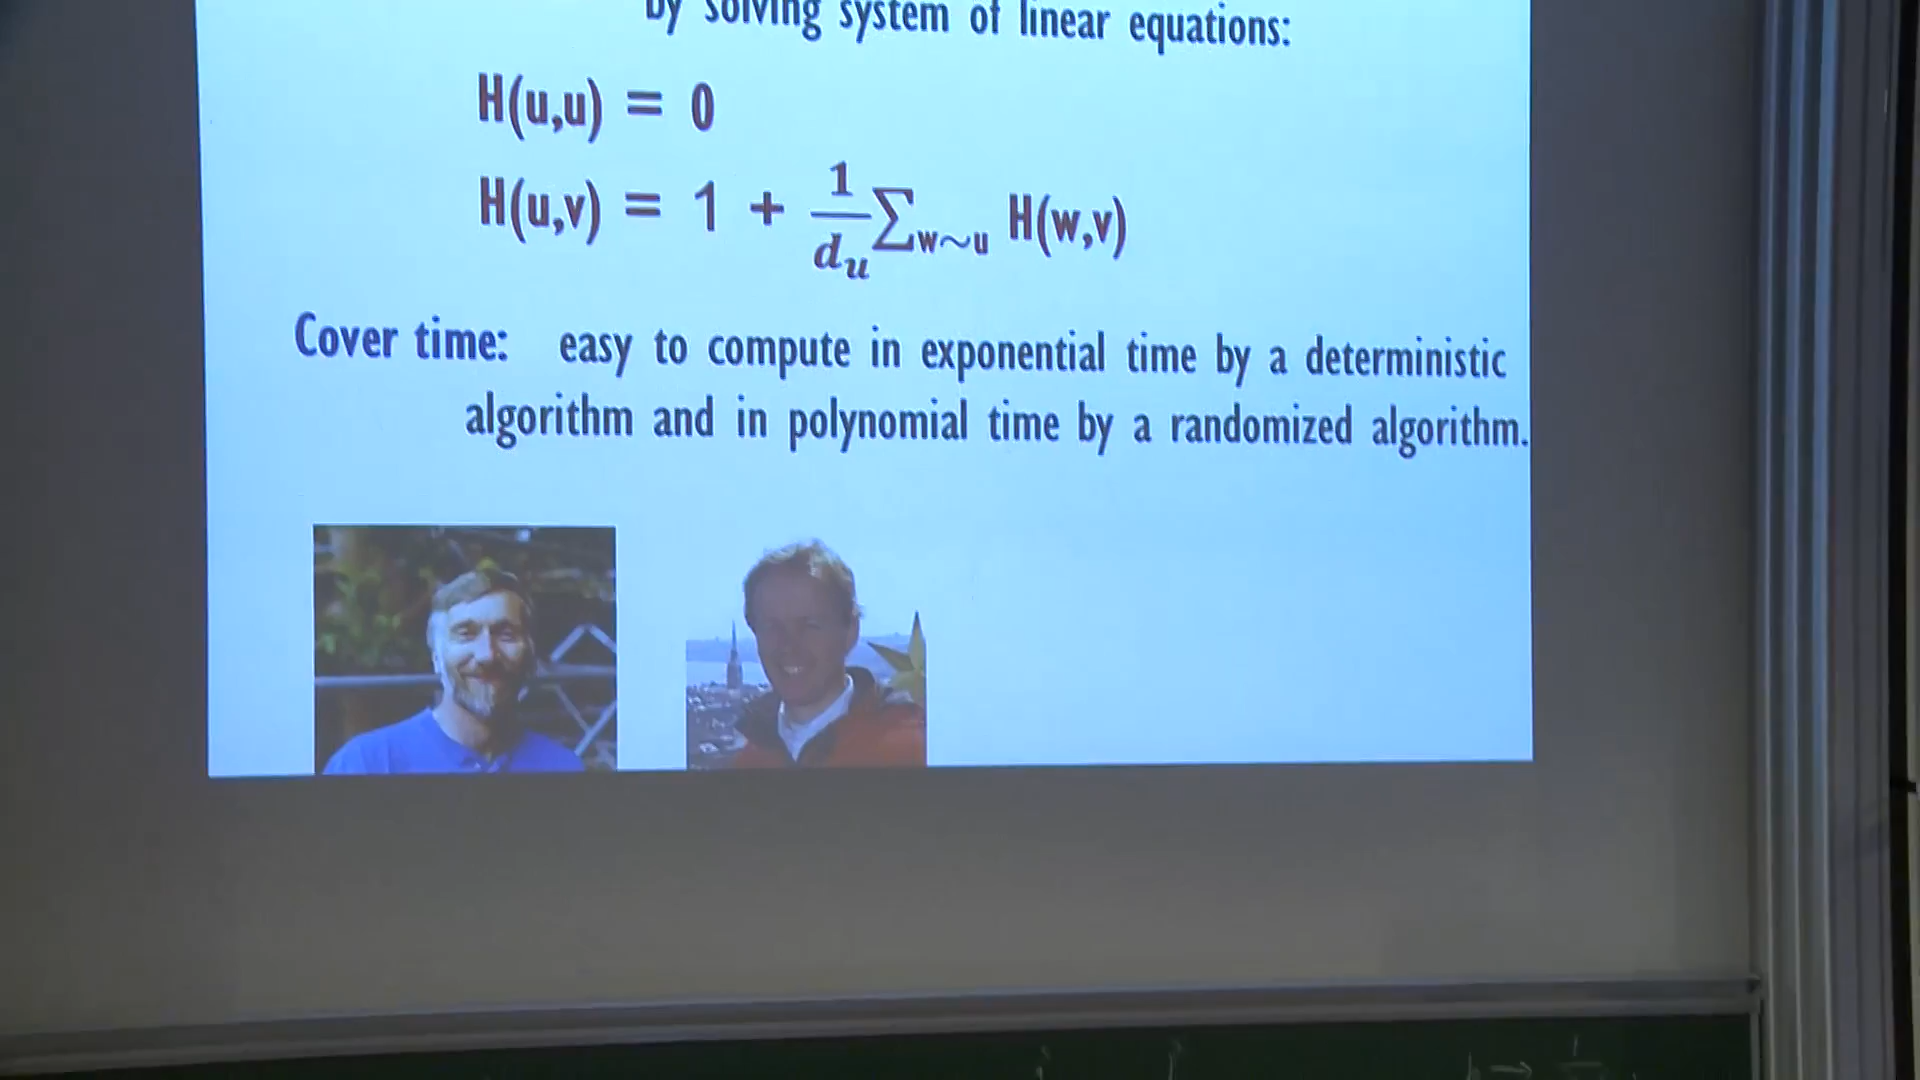 by solving system of linear equations:
H(u,u) = 0
H(u,v) = 1 + 1/d_u ∑_{w~u} H(w,v)
Cover time: easy to compute in exponential time by a deterministic
algorithm and in polynomial time by a randomized algorithm.